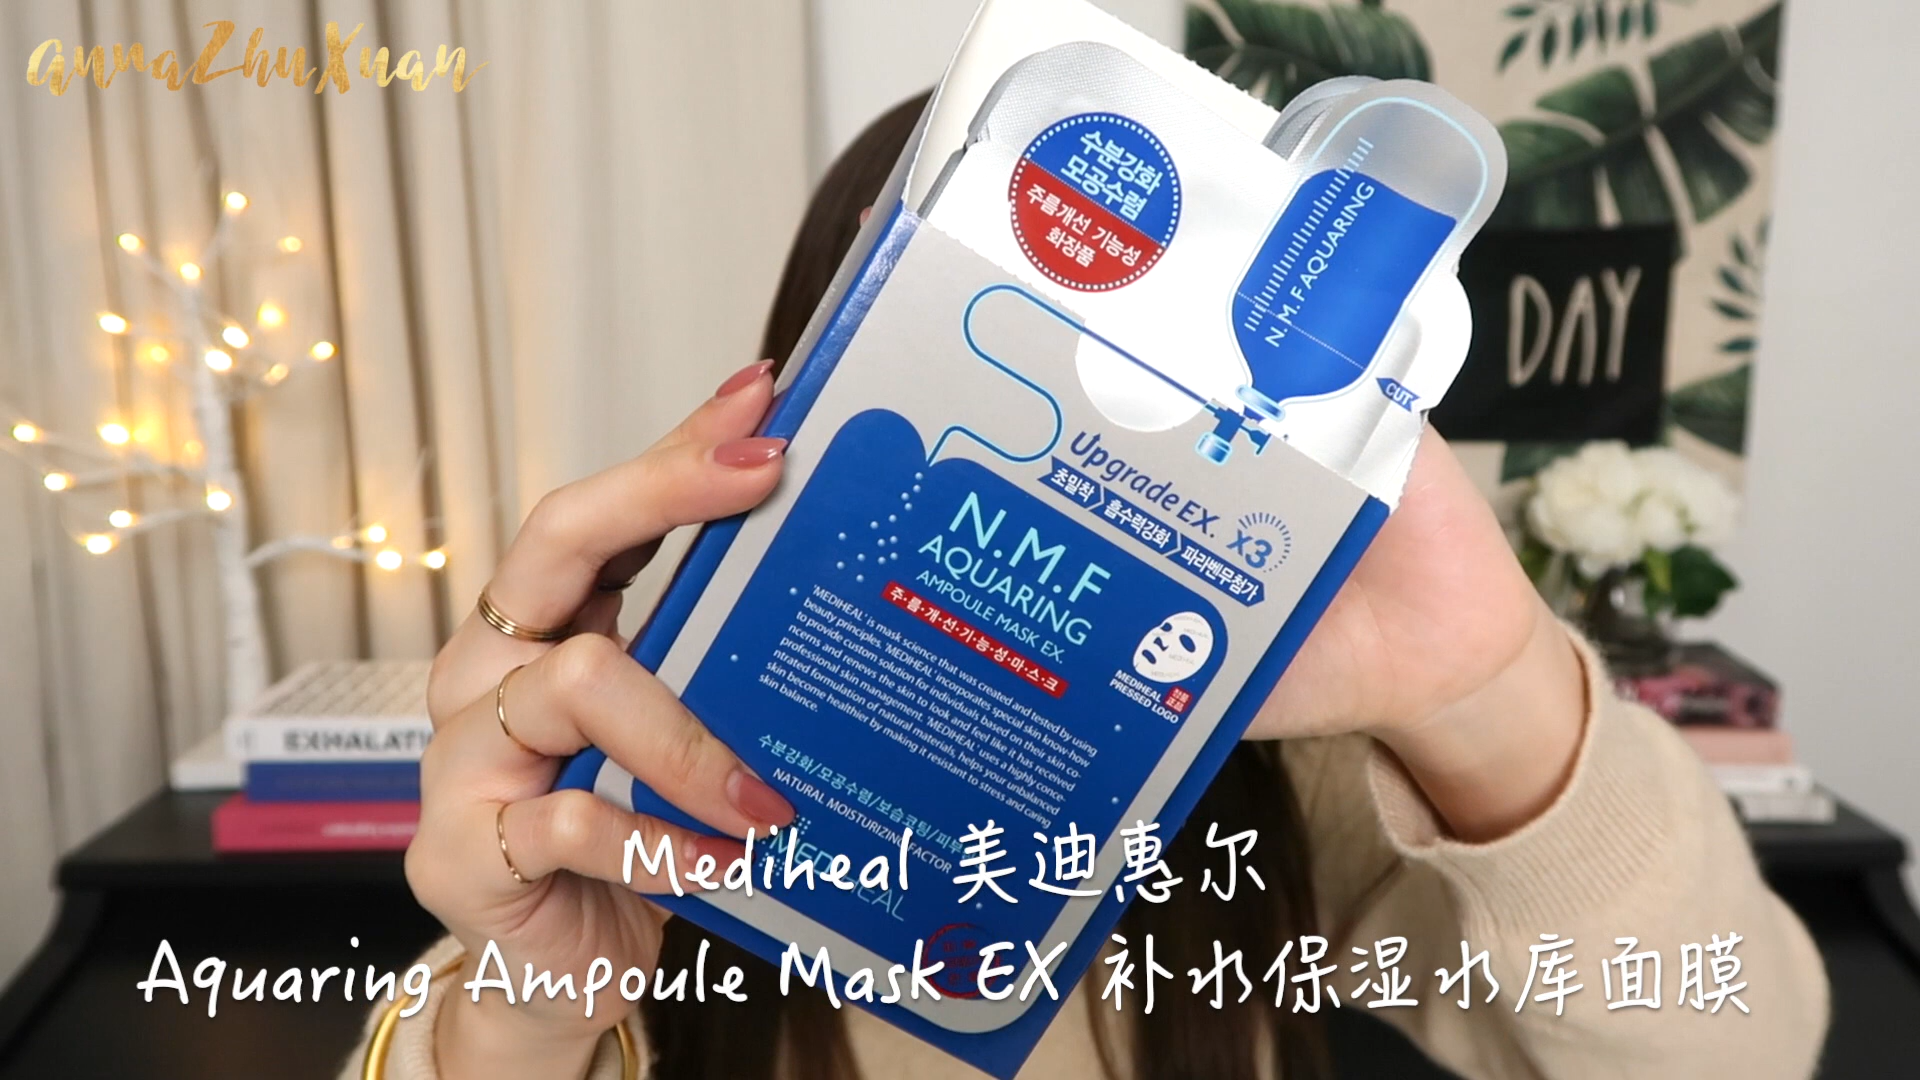 annaZhuXuan
수분강화
모공수렴
주름개선 기능성
화장품
N.M.F AQUARING
CUT
DAY
Upgrade EX. x3
초밀착 흡수력강화 파라벤무첨가
N.M.F
AQUARING
AMPOULE MASK EX.
주·름·개·선·기·능·성·마·스·크
'MEDIHEAL' is mask science that was created and tested by using
beauty principles. 'MEDIHEAL' incorporates special skin know-how
to provide custom solution for individuals based on their skin co-
ncerns and renews the skin to look and feel like it has received
professional skin management. 'MEDIHEAL' uses a highly conce-
ntrated formulation of natural materials, helps your unbalanced
skin become healthier by making it resistant to stress and caring
skin balance.
MEDIHEAL
PRESSED LOGO
수분강화/모공수렴/보습코팅/피부
NATURAL MOISTURIZING FACTOR
MEDIHEAL
EXHALATI
Mediheal 美迪惠尔
Aquaring Ampoule Mask EX 补水保湿水库面膜